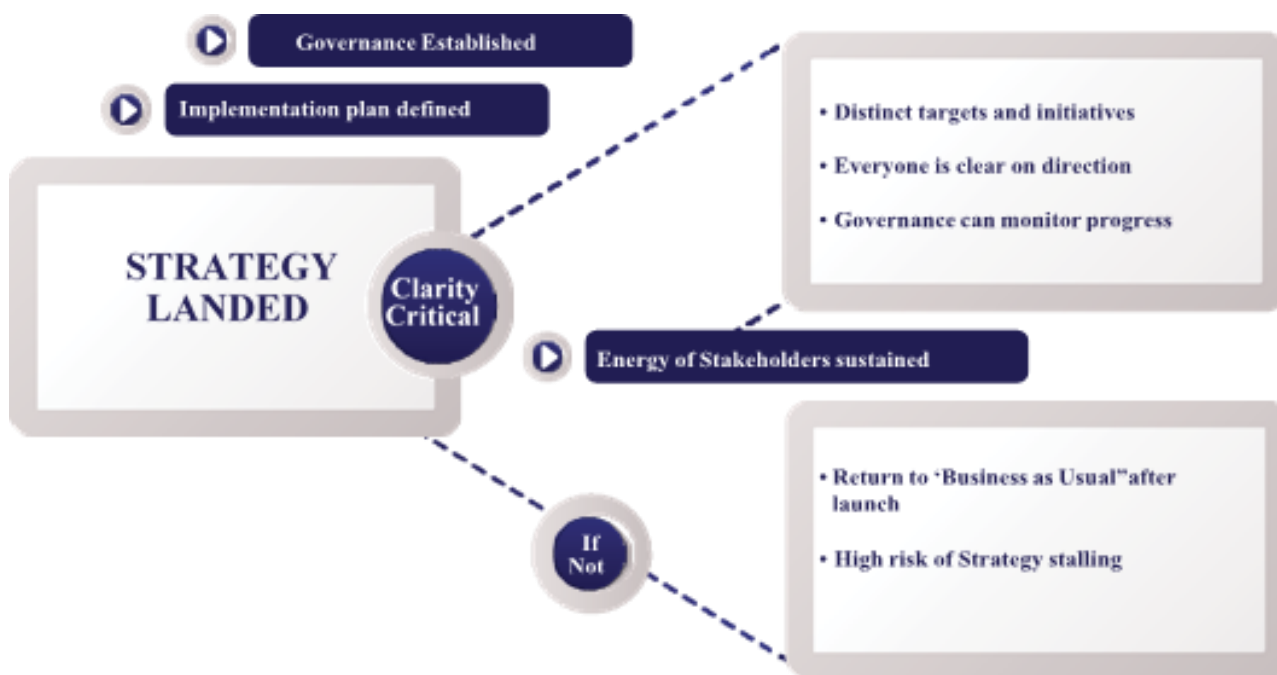 Governance Established
Implementation plan defined
STRATEGY
LANDED
Clarity
Critical
• Distinct targets and initiatives
• Everyone is clear on direction
• Governance can monitor progress
Energy of Stakeholders sustained
If
Not
• Return to ‘Business as Usual” after
launch
• High risk of Strategy stalling